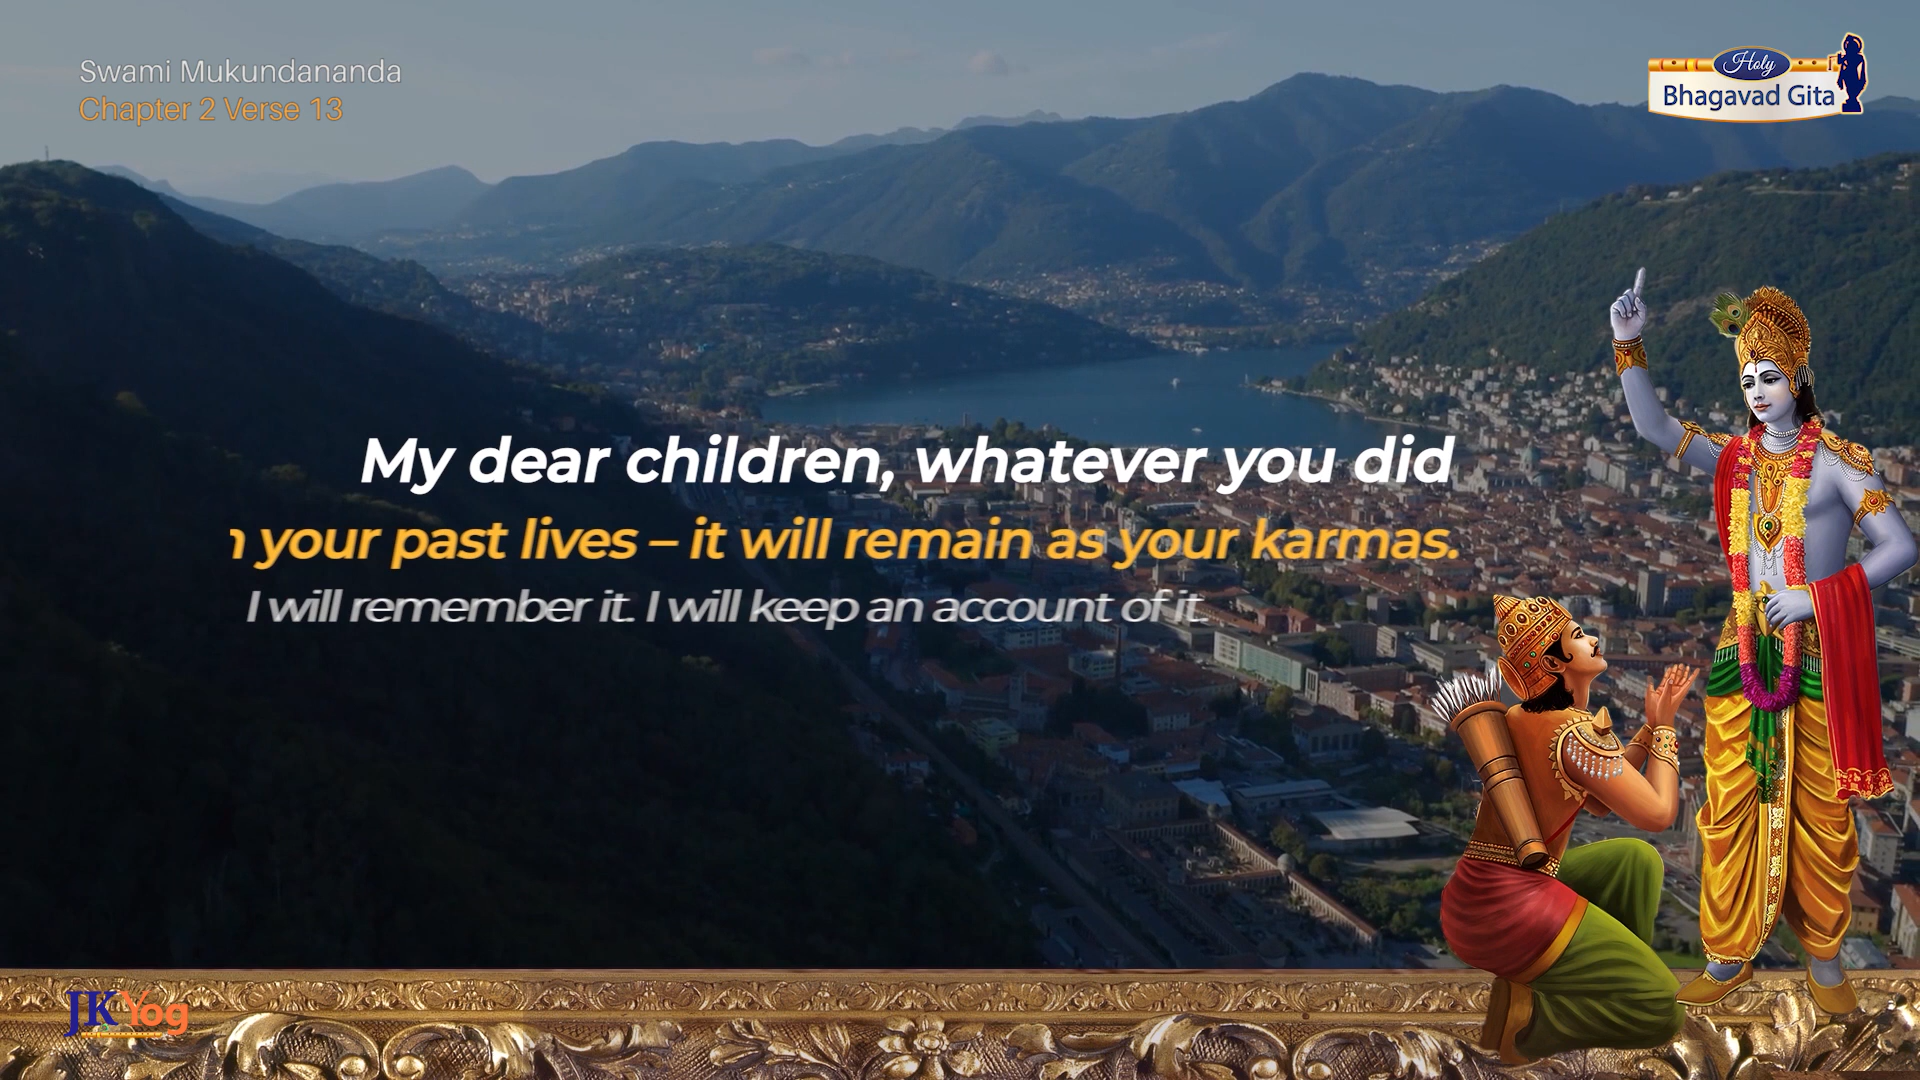 Swami Mukundananda
Chapter 2 Verse 13
Holy
Bhagavad Gita
My dear children, whatever you did
your past lives – it will remain as your karmas.
I will remember it. I will keep an account of it.
JKYog